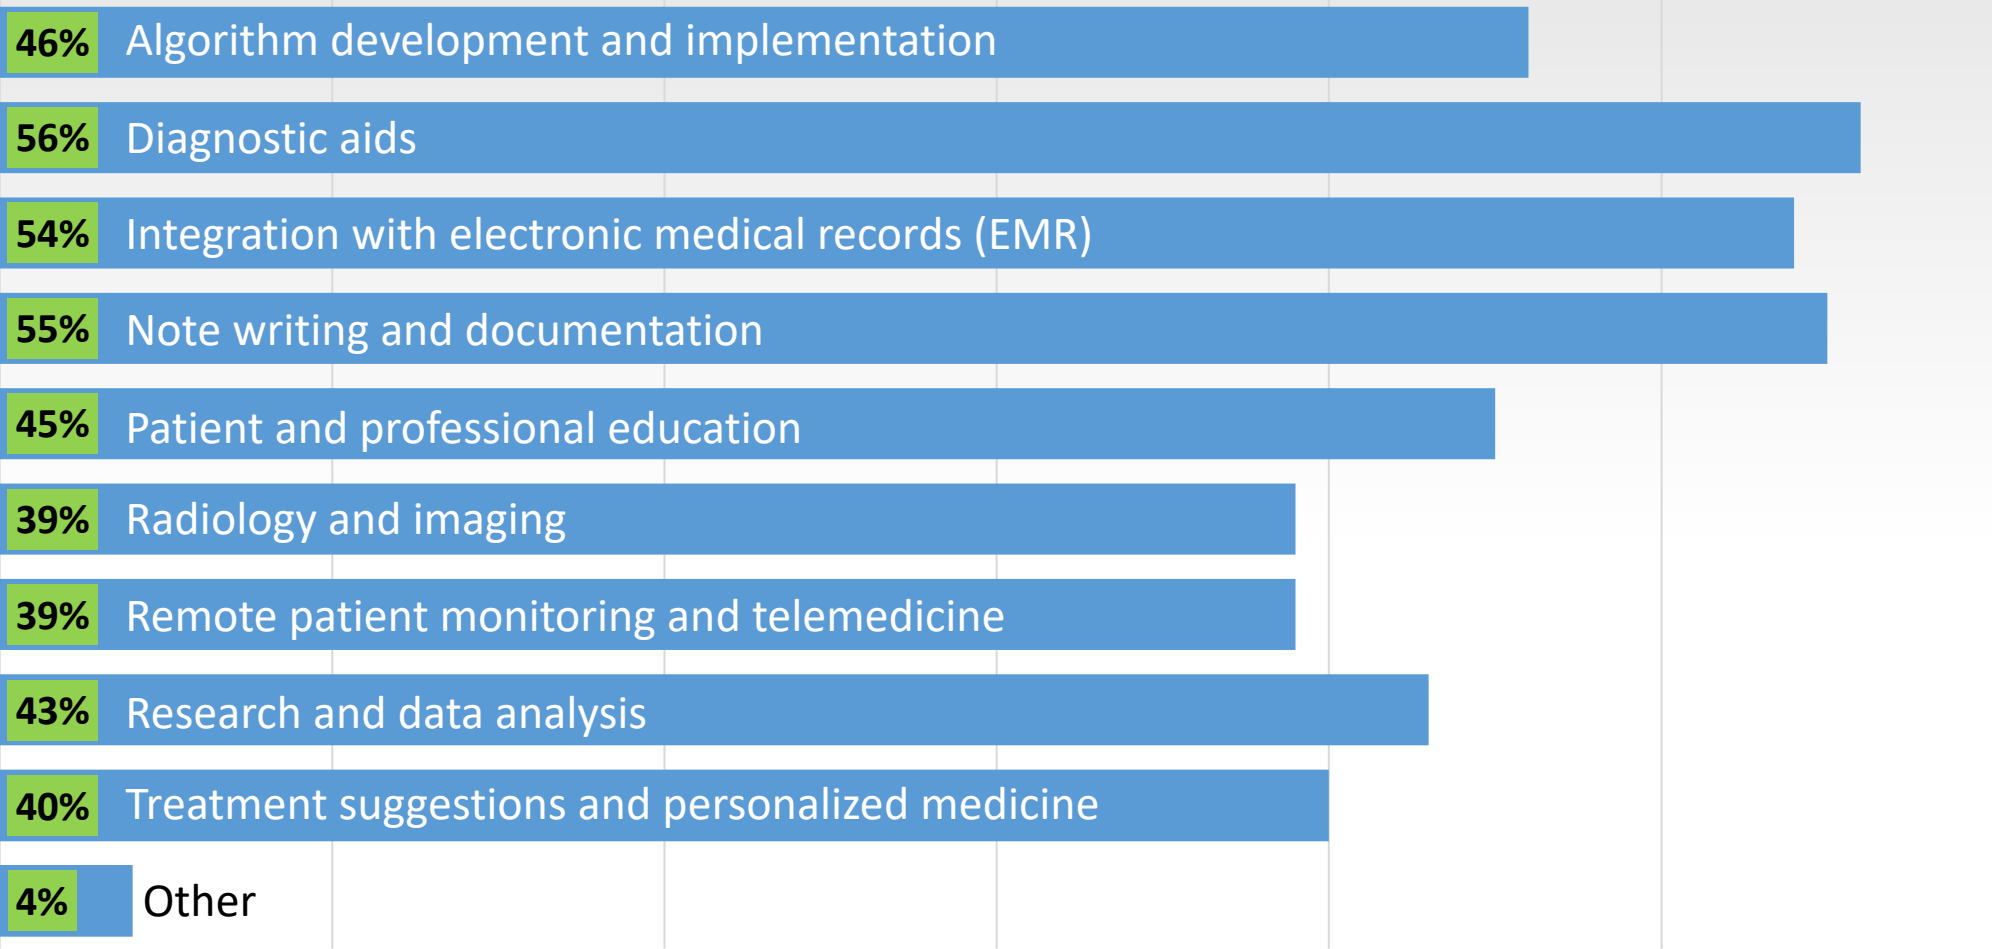 46% Algorithm development and implementation
56% Diagnostic aids
54% Integration with electronic medical records (EMR)
55% Note writing and documentation
45% Patient and professional education
39% Radiology and imaging
39% Remote patient monitoring and telemedicine
43% Research and data analysis
40% Treatment suggestions and personalized medicine
4% Other